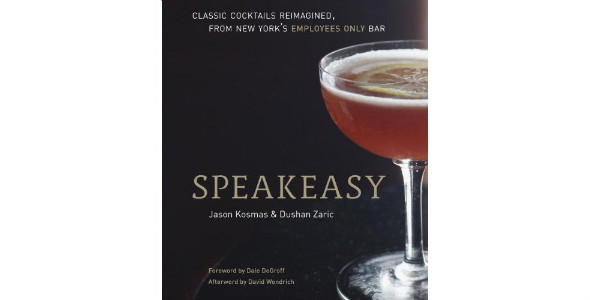 CLASSIC COCKTAILS REIMAGINED,
FROM NEW YORK'S EMPLOYEES ONLY BAR
SPEAKEASY
Jason Kosmas & Dushan Zaric
Foreword by Dale DeGroff
Afterword by David Wondrich